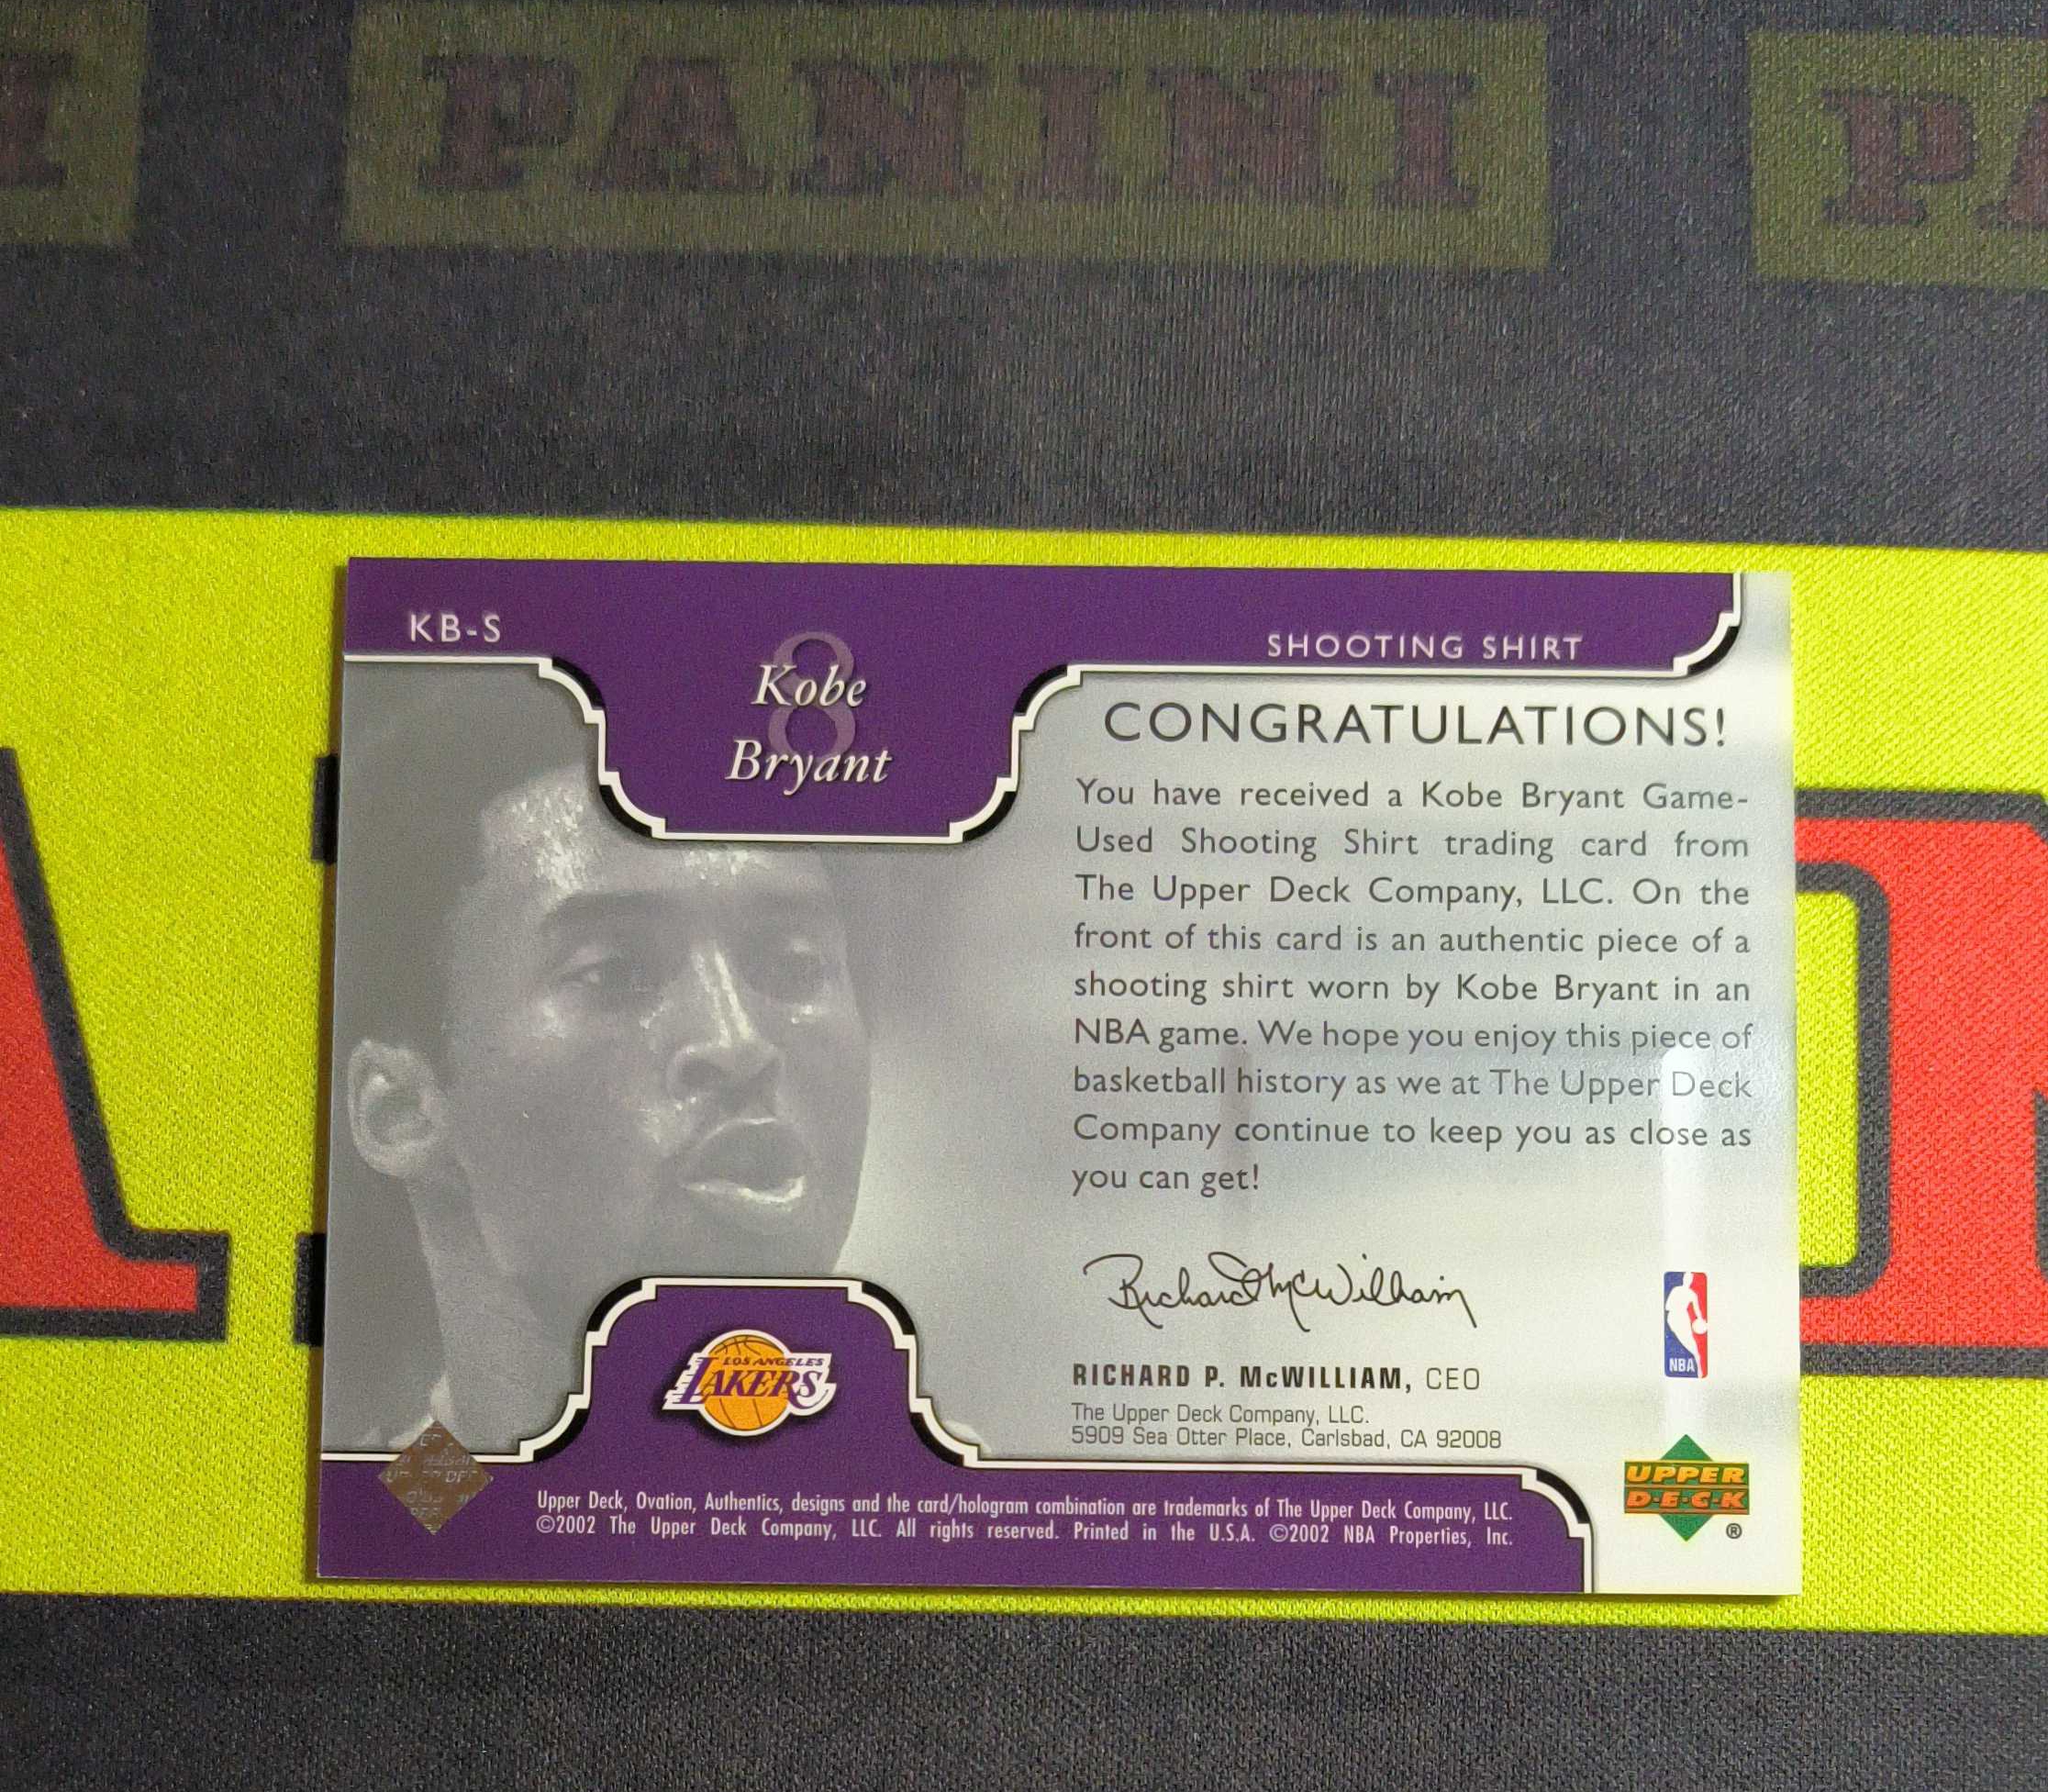 PANINI
KB-S
8
Kobe
Bryant
SHOOTING SHIRT
CONGRATULATIONS!
You have received a Kobe Bryant Game-
Used Shooting Shirt trading card from
The Upper Deck Company, LLC. On the
front of this card is an authentic piece of a
shooting shirt worn by Kobe Bryant in an
NBA game. We hope you enjoy this piece of
basketball history as we at The Upper Deck
Company continue to keep you as close as
you can get!
Richard McWilliam
RICHARD P. McWILLIAM, CEO
The Upper Deck Company, LLC.
5909 Sea Otter Place, Carlsbad, CA 92008
NBA
LOS ANGELES
LAKERS
UPPER
DECK
®
Upper Deck, Ovation, Authentics, designs and the card/hologram combination are trademarks of The Upper Deck Company, LLC.
©2002 The Upper Deck Company, LLC. All rights reserved. Printed in the U.S.A. ©2002 NBA Properties, Inc.